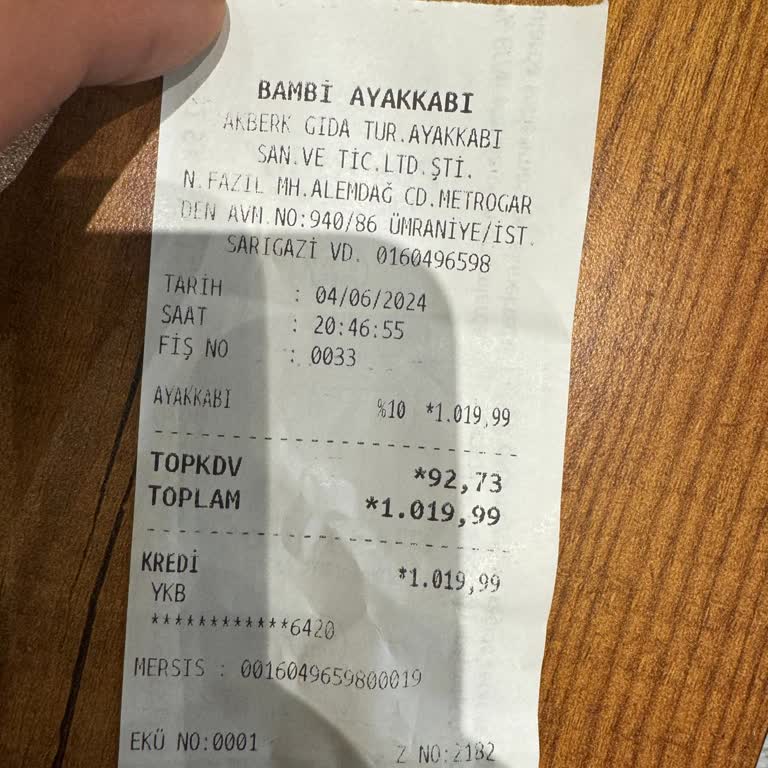 BAMBİ AYAKKABI
AKBERK GIDA TUR.AYAKKABI
SAN.VE TİC.LTD.ŞTİ.
N.FAZIL MH.ALEMDAĞ CD.METROGAR
DEN AVM.NO:940/86 ÜMRANİYE/İST.
SARIGAZİ VD. 0160496598
TARİH : 04/06/2024
SAAT : 20:46:55
FİŞ NO : 0033
AYAKKABI %10 *1.019,99
TOPKDV *92,73
TOPLAM *1.019,99
KREDİ *1.019,99
YKB
************6420
MERSIS : 0016049659800019
EKÜ NO:0001 Z NO:2182